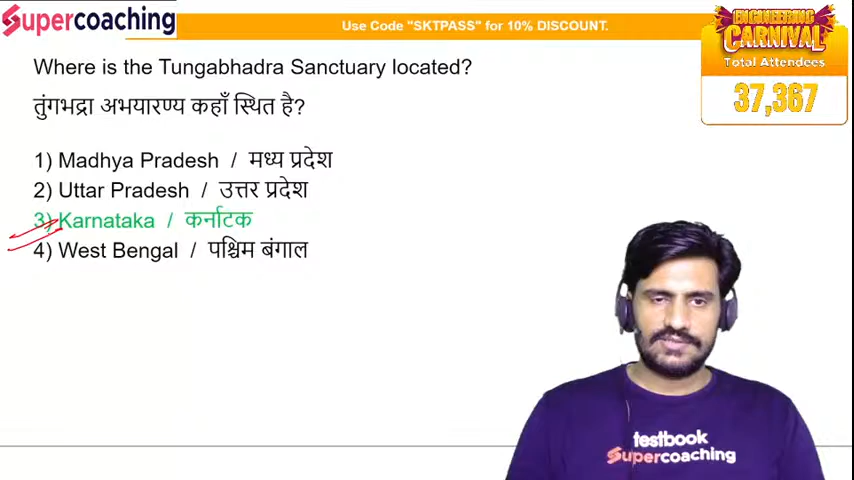 Supercoaching
Use Code "SKTPASS" for 10% DISCOUNT.
ENGINEERING
CARNIVAL
Total Attendees
37,367
Where is the Tungabhadra Sanctuary located?
तुंगभद्रा अभयारण्य कहाँ स्थित है?
1) Madhya Pradesh / मध्य प्रदेश
2) Uttar Pradesh / उत्तर प्रदेश
3) Karnataka / कर्नाटक
4) West Bengal / पश्चिम बंगाल
testbook
Supercoaching